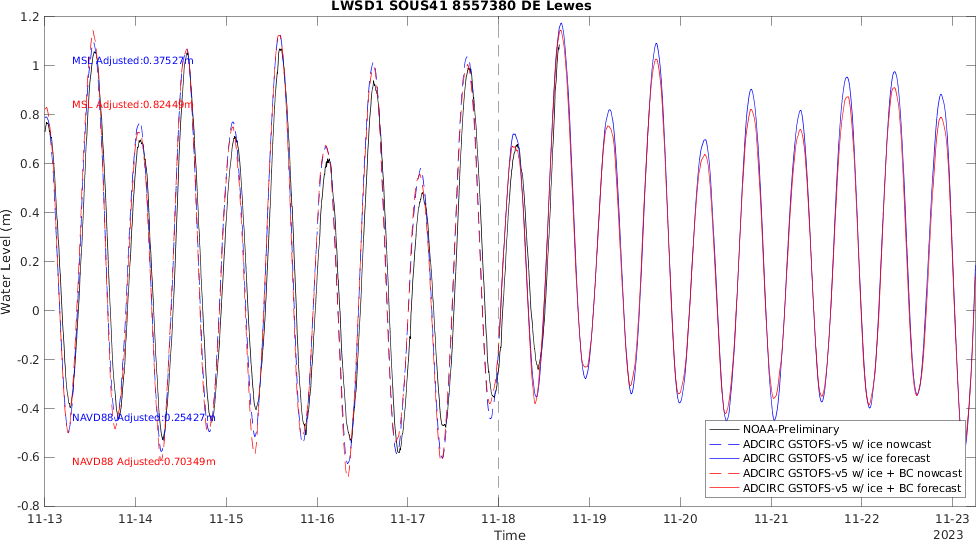 LWSD1 SOUS41 8557380 DE Lewes
1.2
1
0.8
0.6
0.4
0.2
0
-0.2
-0.4
-0.6
-0.8
Water Level (m)
MSL Adjusted:0.37527m
MSL Adjusted:0.82449m
NAVD88 Adjusted:0.25427m
NAVD88 Adjusted:0.70349m
NOAA-Preliminary
ADCIRC GSTOFS-v5 w/ ice nowcast
ADCIRC GSTOFS-v5 w/ ice forecast
ADCIRC GSTOFS-v5 w/ ice + BC nowcast
ADCIRC GSTOFS-v5 w/ ice + BC forecast
11-13 11-14 11-15 11-16 11-17 11-18 11-19 11-20 11-21 11-22 11-23
Time
2023